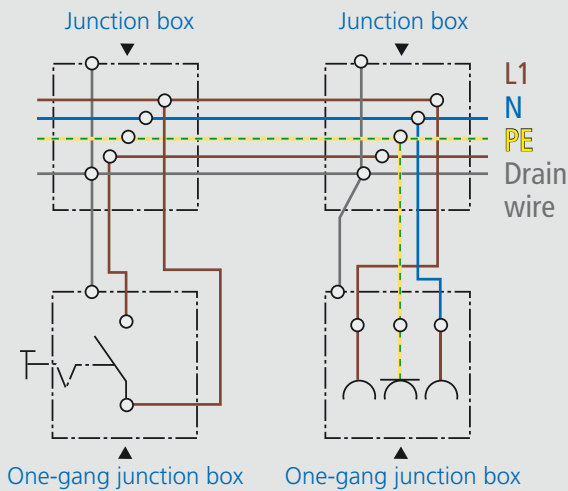 Junction box
Junction box
L1
N
PE
Drain
wire
One-gang junction box
One-gang junction box